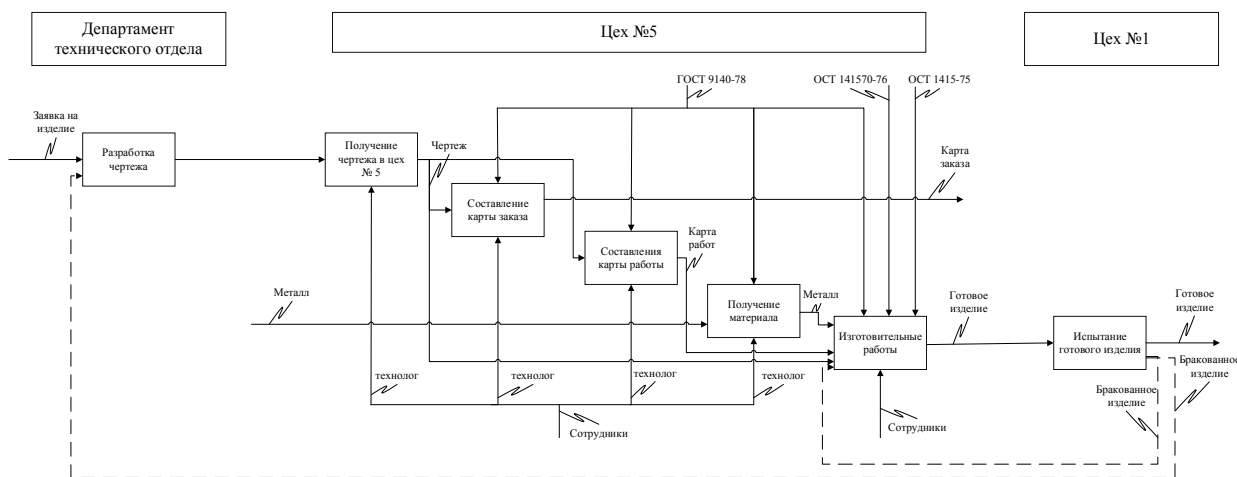 Департамент
технического отдела
Цех №5
Цех №1
ГОСТ 9140-78
ОСТ 141570-76
ОСТ 1415-75
Заявка на
изделие
Разработка
чертежа
Получение
чертежа в цех
№ 5
Чертеж
Карта
заказа
Составление
карты заказа
Составления
карты работы
Карта
работ
Металл
Получение
материала
Металл
Изготовительные
работы
Готовое
изделие
Испытание
готового изделия
Готовое
изделие
Бракованное
изделие
Бракованное
изделие
технолог
технолог
технолог
технолог
Сотрудники
Сотрудники